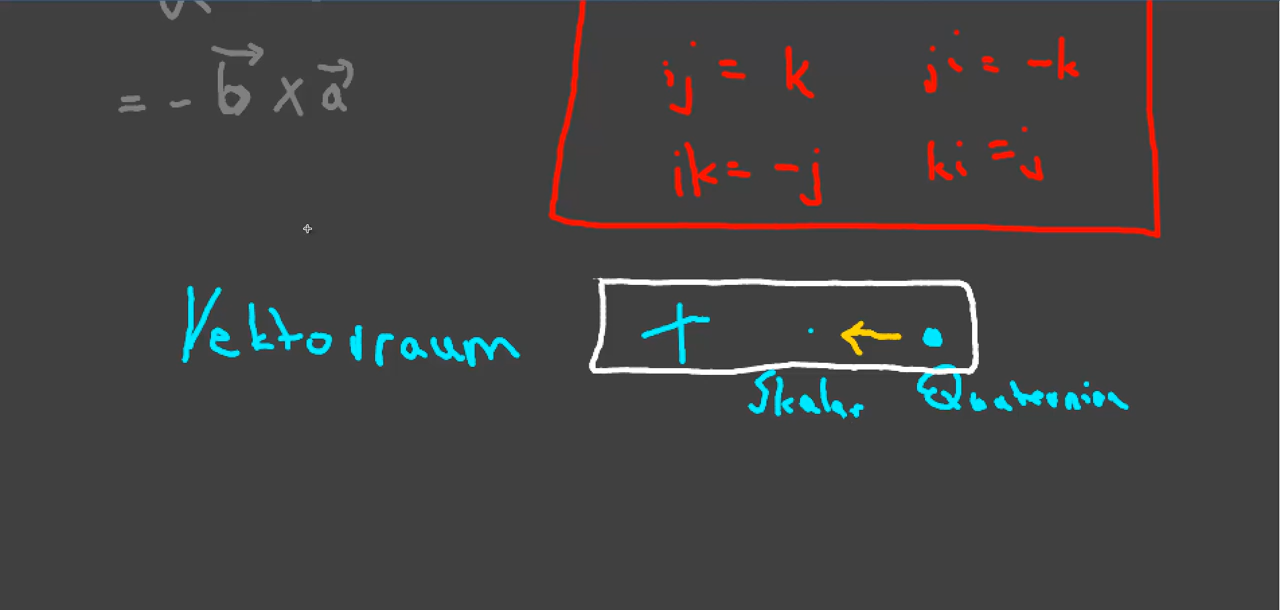 = - b⃗ × a⃗
ij = k ji = -k
ik = -j ki = j
Vektorraum + · ← •
Skalar Quaternion